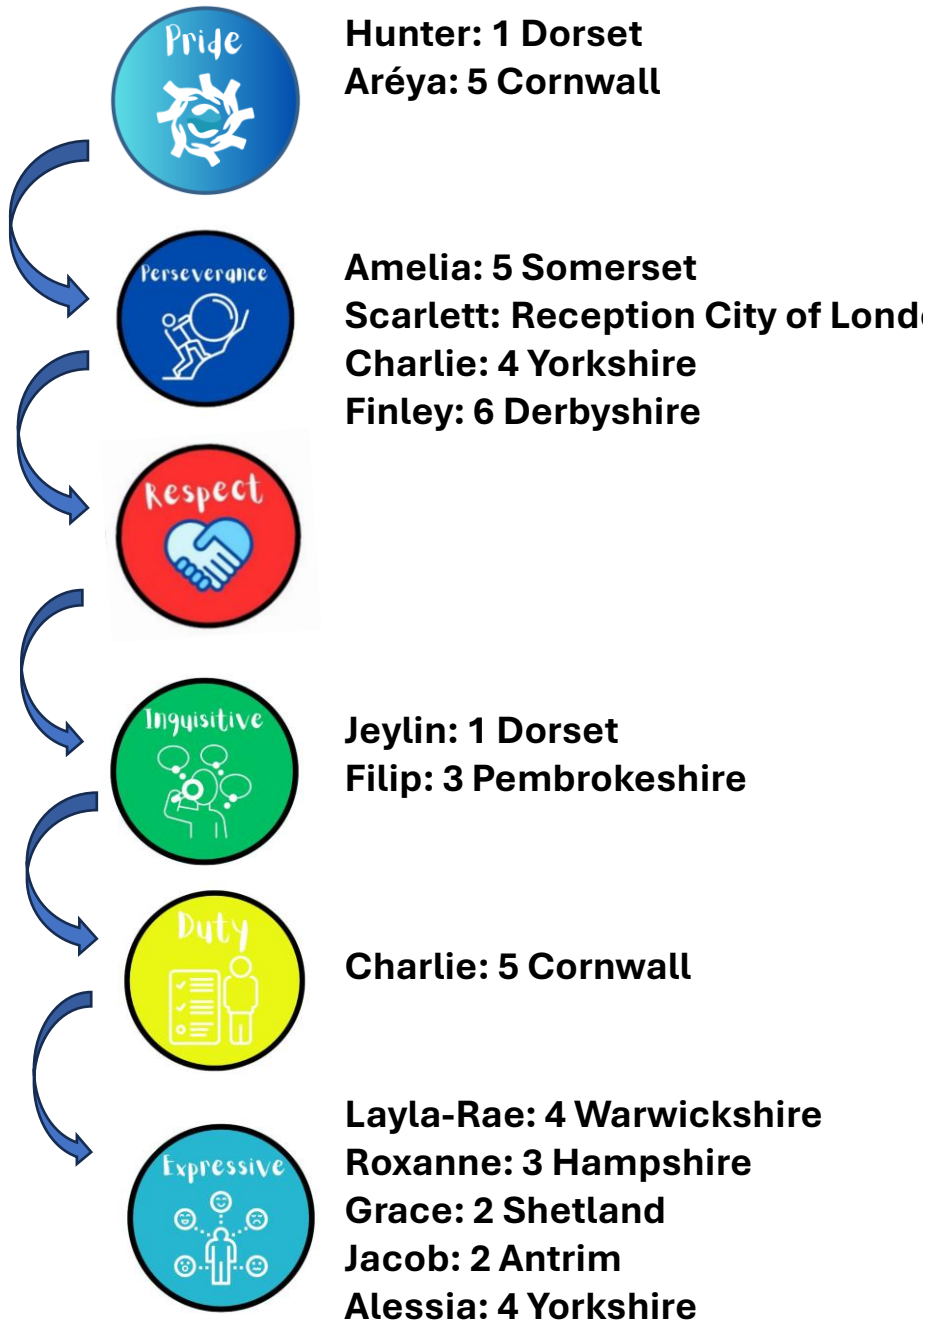 Pride
Hunter: 1 Dorset
Aréya: 5 Cornwall
Perseverance
Amelia: 5 Somerset
Scarlett: Reception City of
Charlie: 4 Yorkshire
Finley: 6 Derbyshire
Respect
Inquisitive
Jeylin: 1 Dorset
Filip: 3 Pembrokeshire
Duty
Charlie: 5 Cornwall
Expressive
Layla-Rae: 4 Warwickshire
Roxanne: 3 Hampshire
Grace: 2 Shetland
Jacob: 2 Antrim
Alessia: 4 Yorkshire